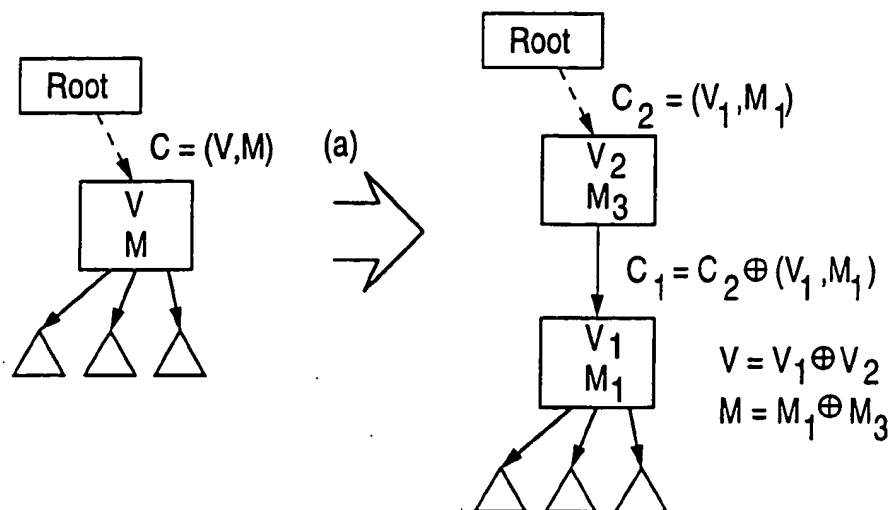 Root
C = (V,M)
V
M
(a)
Root
C₂ = (V₁,M₁)
V₂
M₃
C₁ = C₂ ⊕ (V₁,M₁)
V₁
M₁
V = V₁ ⊕ V₂
M = M₁ ⊕ M₃